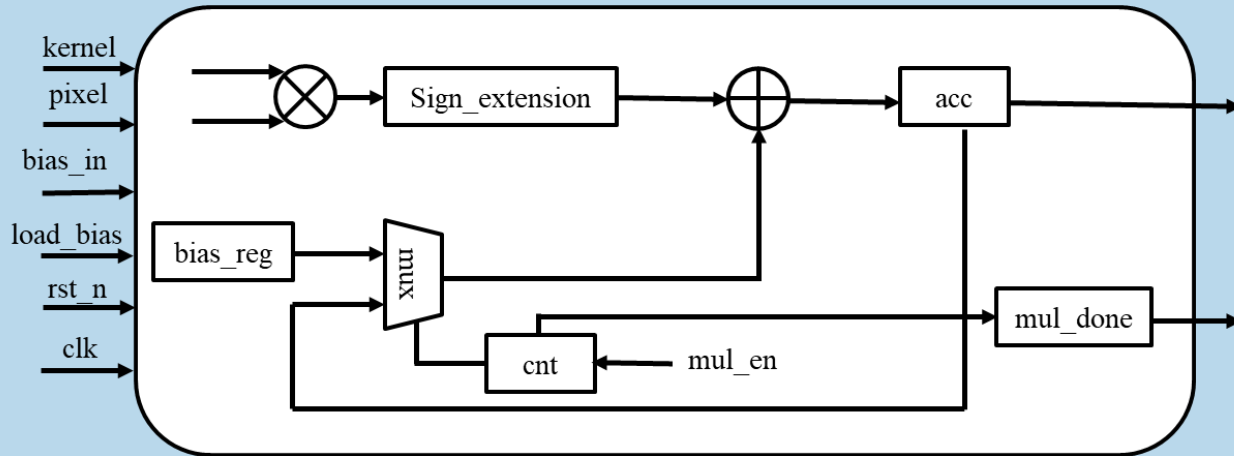 kernel
pixel
bias_in
load_bias
rst_n
clk
Sign_extension
acc
bias_reg
mux
cnt
mul_en
mul_done